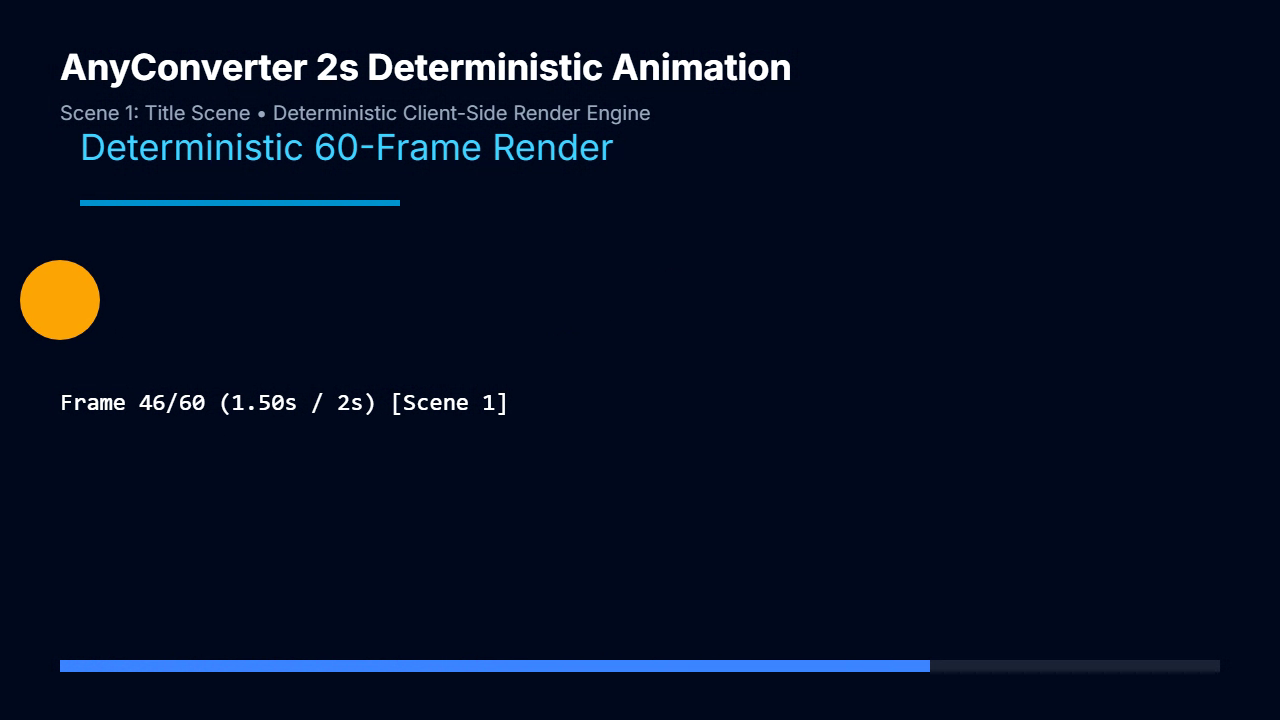 AnyConverter 2s Deterministic Animation
Scene 1: Title Scene • Deterministic Client-Side Render Engine
Deterministic 60-Frame Render
Frame 46/60 (1.50s / 2s) [Scene 1]